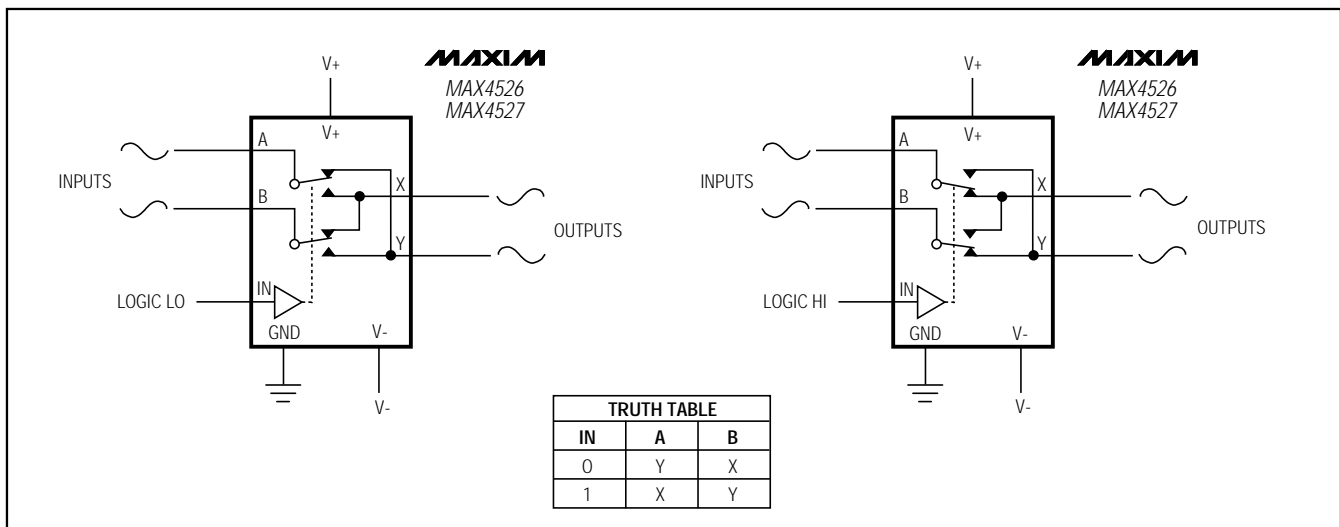 V+
MAXIM
MAX4526
MAX4527
V+
A
INPUTS
B
X
Y
OUTPUTS
LOGIC LO
IN
GND
V-
V-
V+
MAXIM
MAX4526
MAX4527
V+
A
INPUTS
B
X
Y
OUTPUTS
LOGIC HI
IN
GND
V-
V-
TRUTH TABLE
IN A B
0 Y X
1 X Y